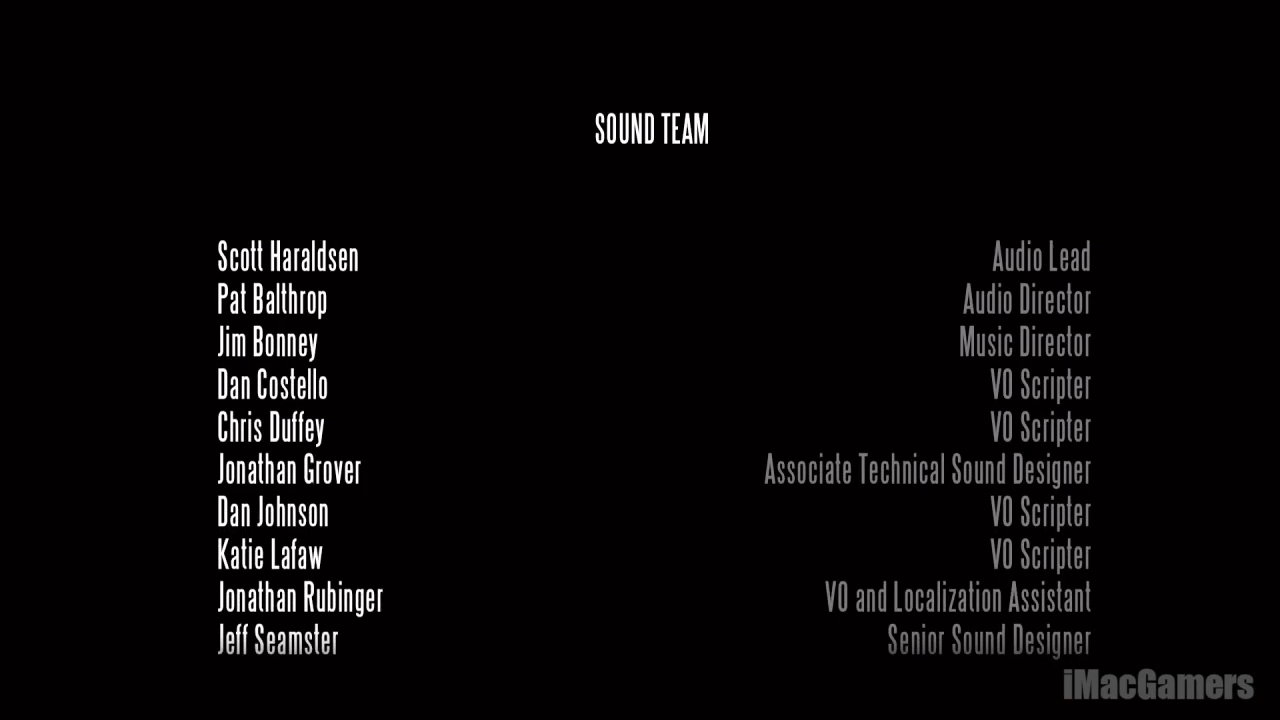 SOUND TEAM
Scott Haraldsen Audio Lead
Pat Balthrop Audio Director
Jim Bonney Music Director
Dan Costello VO Scripter
Chris Duffey VO Scripter
Jonathan Grover Associate Technical Sound Designer
Dan Johnson VO Scripter
Katie Lafaw VO Scripter
Jonathan Rubinger VO and Localization Assistant
Jeff Seamster Senior Sound Designer
iMacGamers